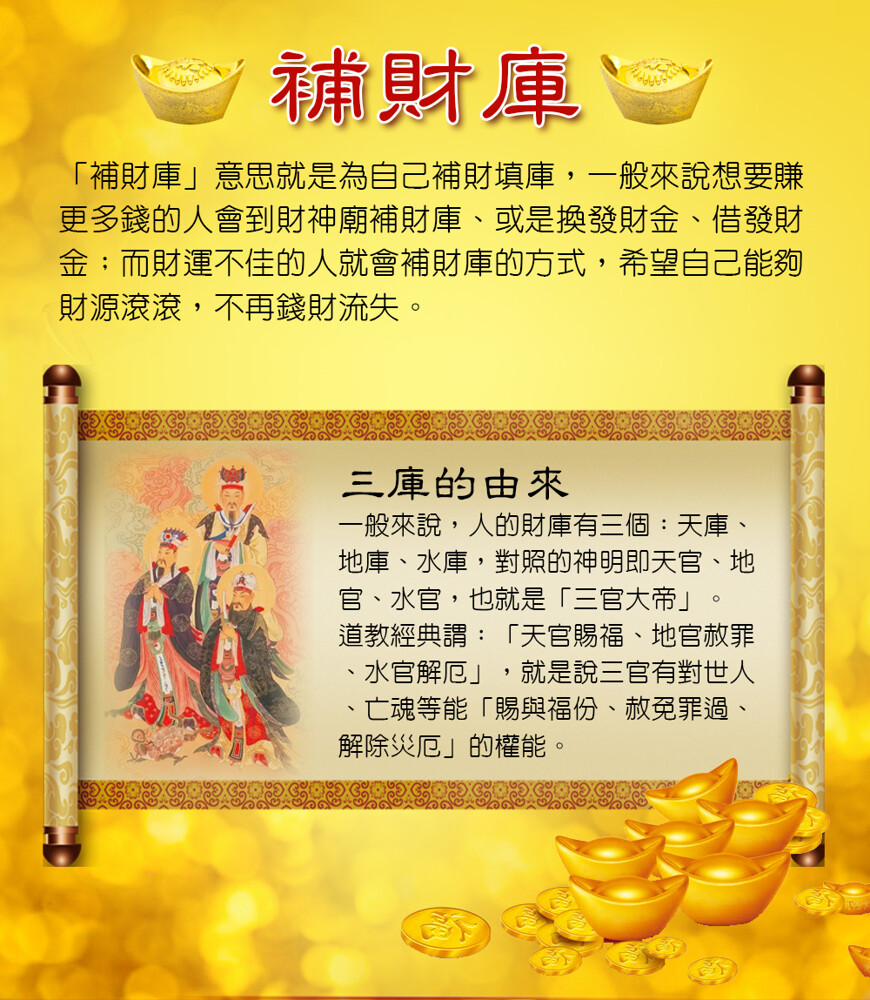 補財庫
「補財庫」意思就是為自己補財填庫，一般來說想要賺
更多錢的人會到財神廟補財庫、或是換發財金、借發財
金；而財運不佳的人就會補財庫的方式，希望自己能夠
財源滾滾，不再錢財流失。
三庫的由來
一般來說，人的財庫有三個：天庫、
地庫、水庫，對照的神明即天官、地
官、水官，也就是「三官大帝」。
道教經典謂：「天官賜福、地官赦罪
、水官解厄」，就是說三官有對世人
、亡魂等能「賜與福份、赦免罪過、
解除災厄」的權能。